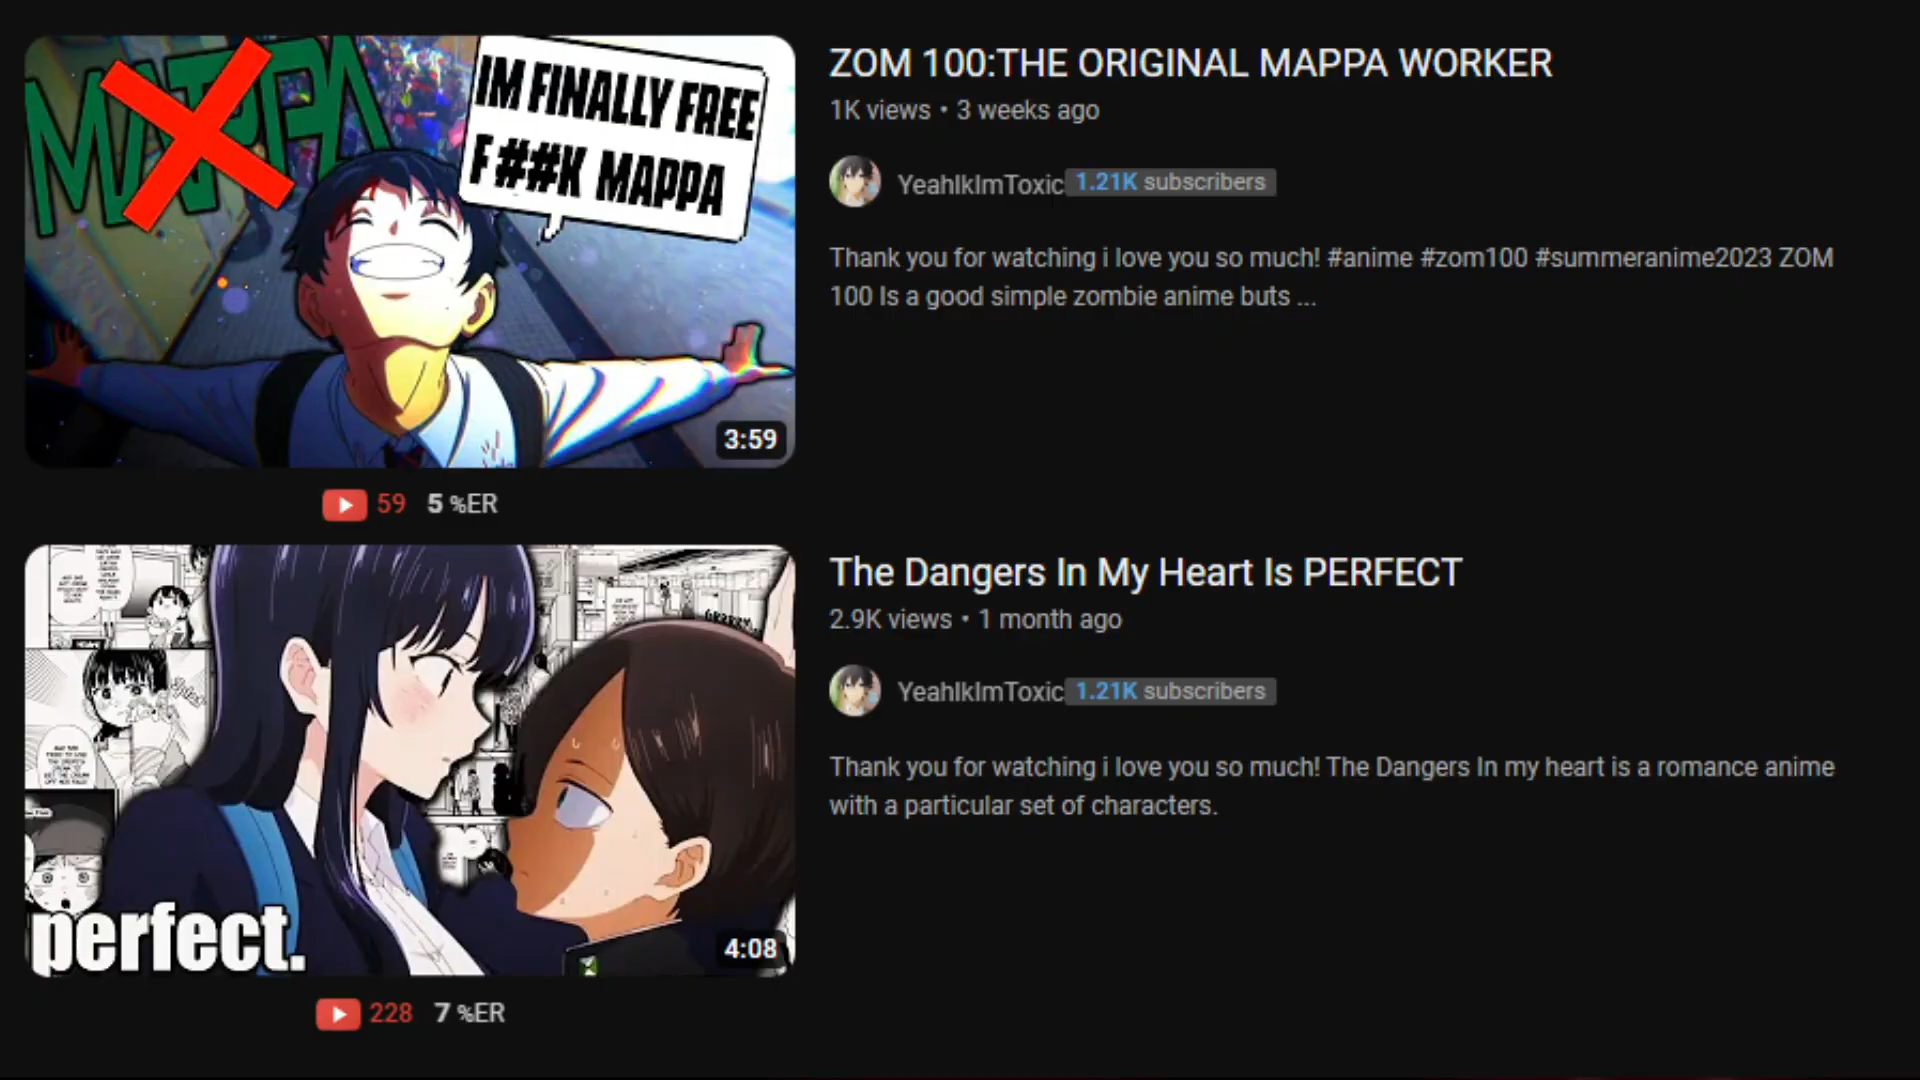 MAPPA
IM FINALLY FREE
F##K MAPPA
3:59
ZOM 100:THE ORIGINAL MAPPA WORKER
1K views • 3 weeks ago
YeahIkImToxic 1.21K subscribers
Thank you for watching i love you so much! #anime #zom100 #summeranime2023 ZOM
100 Is a good simple zombie anime buts ...
59 5 %ER
GRRRRR
perfect.
4:08
The Dangers In My Heart Is PERFECT
2.9K views • 1 month ago
YeahIkImToxic 1.21K subscribers
Thank you for watching i love you so much! The Dangers In my heart is a romance anime
with a particular set of characters.
228 7 %ER